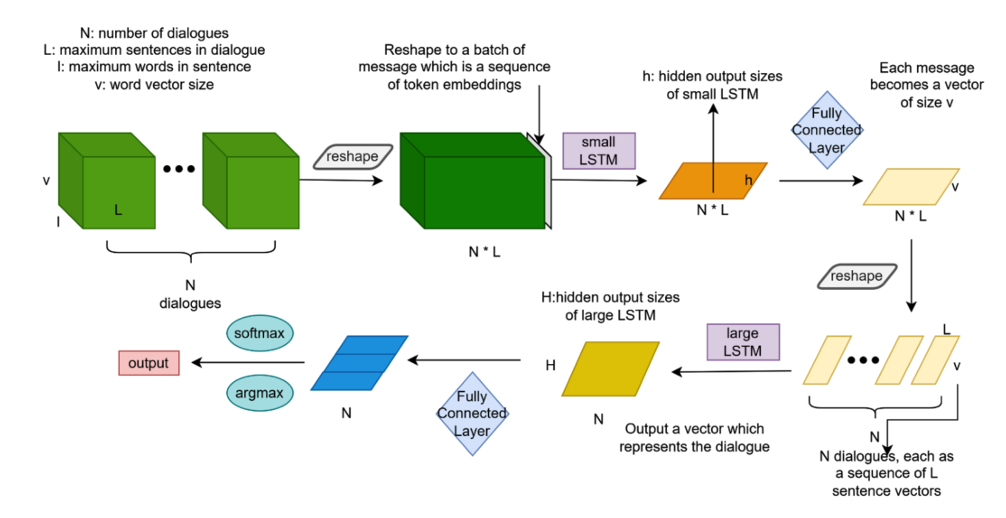 N: number of dialogues
L: maximum sentences in dialogue
l: maximum words in sentence
v: word vector size
Reshape to a batch of
message which is a sequence
of token embeddings
h: hidden output sizes
of small LSTM
Each message
becomes a vector
of size v
Fully
Connected
Layer
reshape
small
LSTM
v
L
l
h
v
N * L
N * L
N * L
N
dialogues
reshape
H:hidden output sizes
of large LSTM
softmax
large
LSTM
L
output
H
v
argmax
Fully
Connected
Layer
N
N
Output a vector which
represents the dialogue
N
N dialogues, each as
a sequence of L
sentence vectors